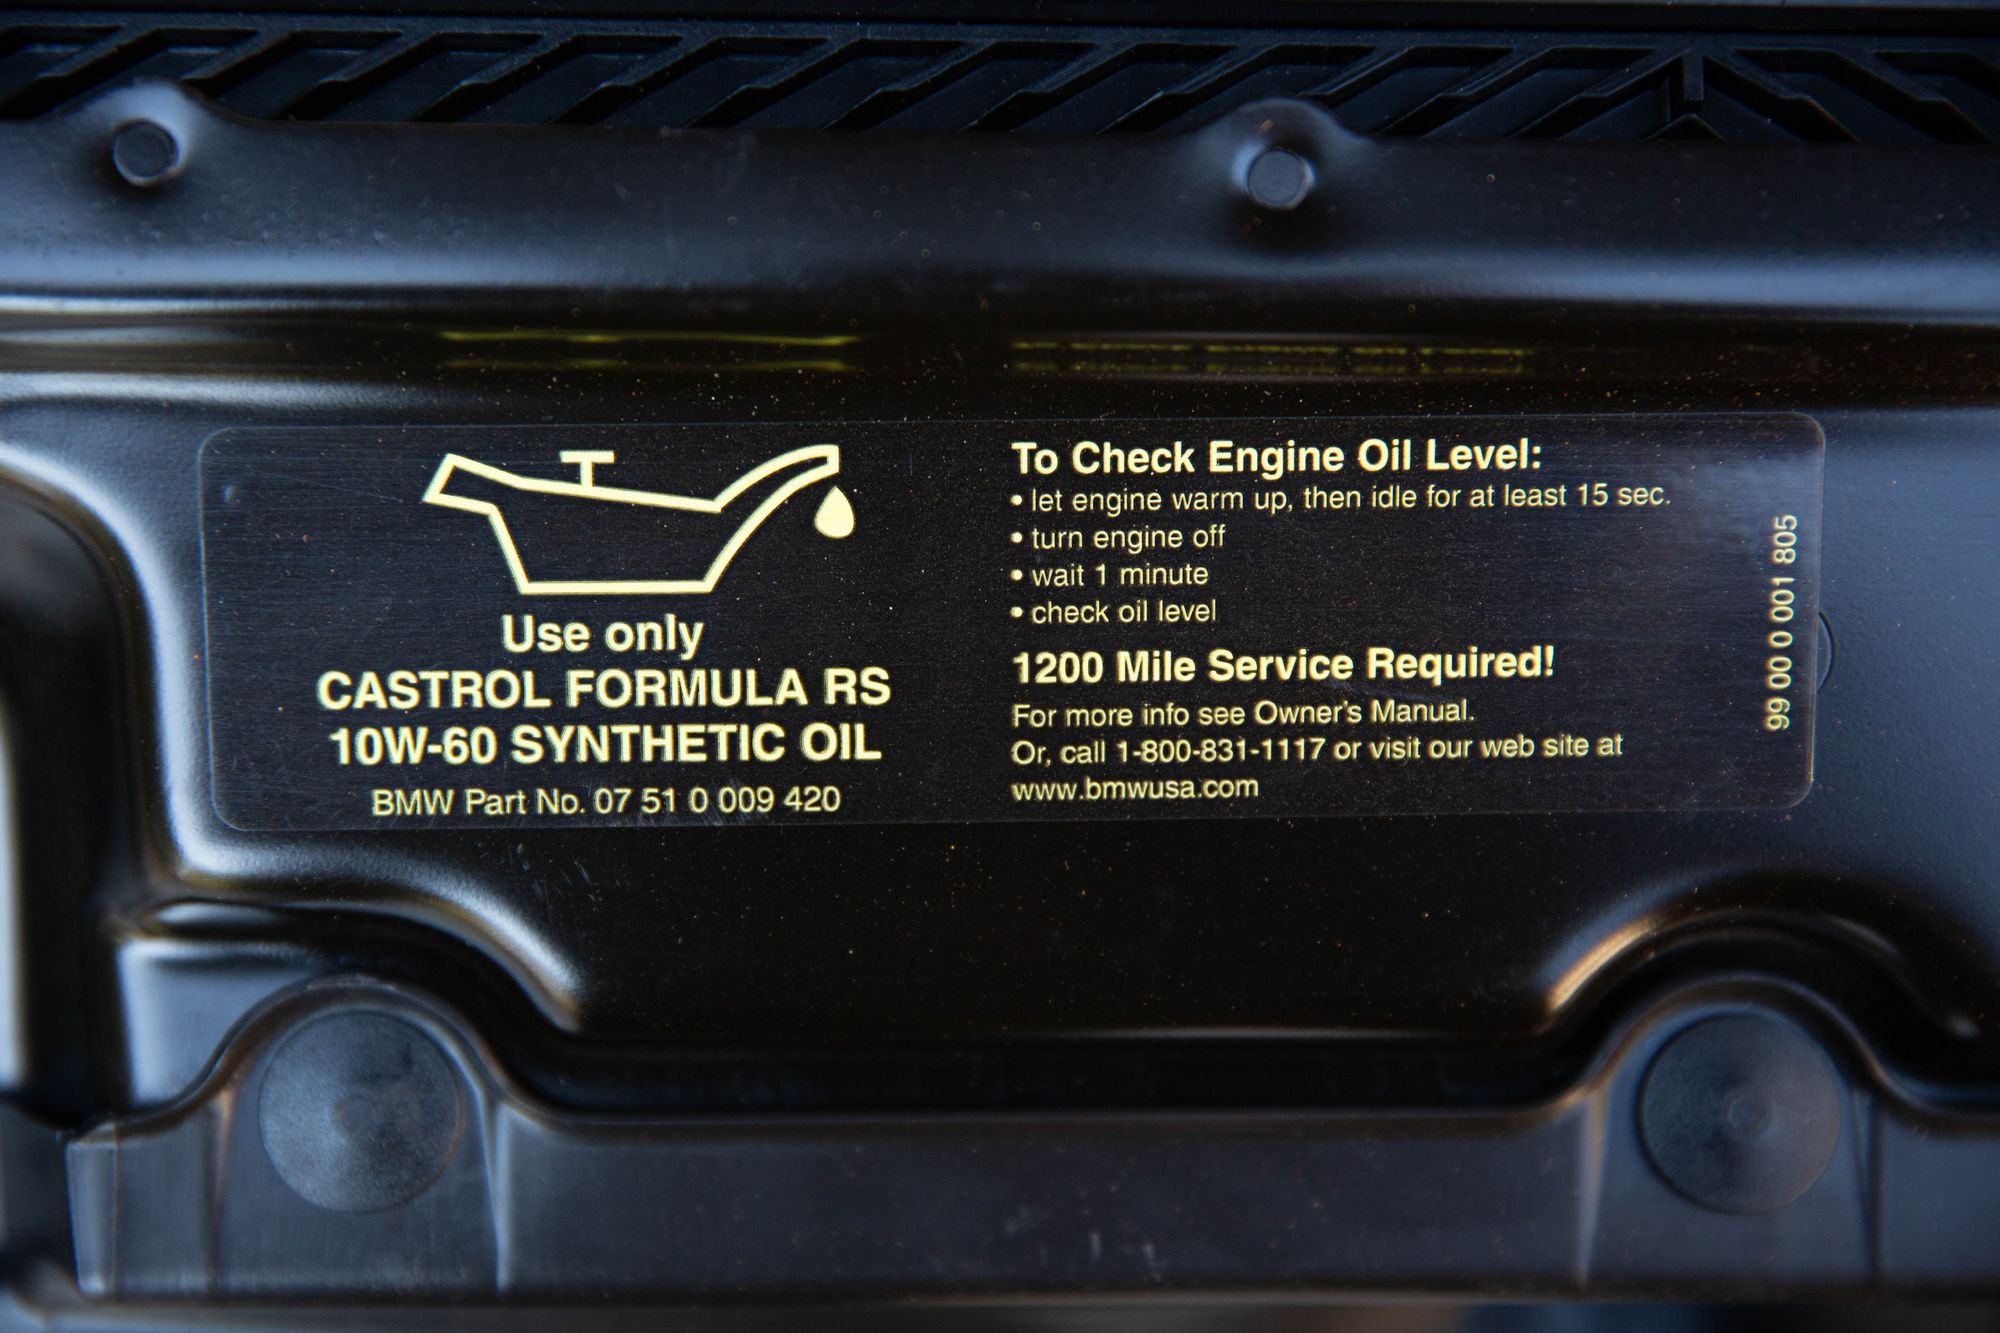 Use only
CASTROL FORMULA RS
10W-60 SYNTHETIC OIL
BMW Part No. 07 51 0 009 420
To Check Engine Oil Level:
• let engine warm up, then idle for at least 15 sec.
• turn engine off
• wait 1 minute
• check oil level
1200 Mile Service Required!
For more info see Owner's Manual.
Or, call 1-800-831-1117 or visit our web site at
www.bmwusa.com
99 00 0 001 805